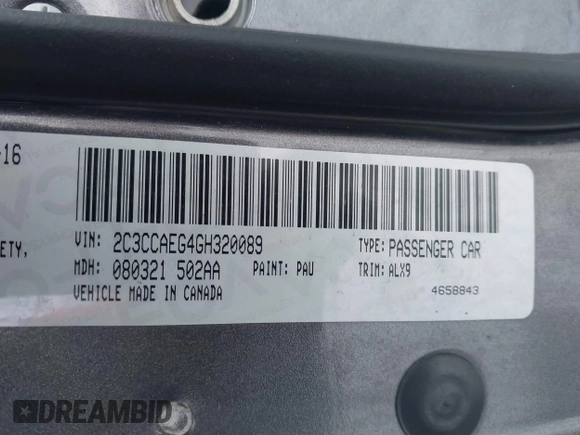 -16
ETY,
VIN: 2C3CCAEG4GH320089
TYPE: PASSENGER CAR
MDH: 080321 502AA
PAINT: PAU
TRIM: ALX9
VEHICLE MADE IN CANADA
4658843
DREAMBID